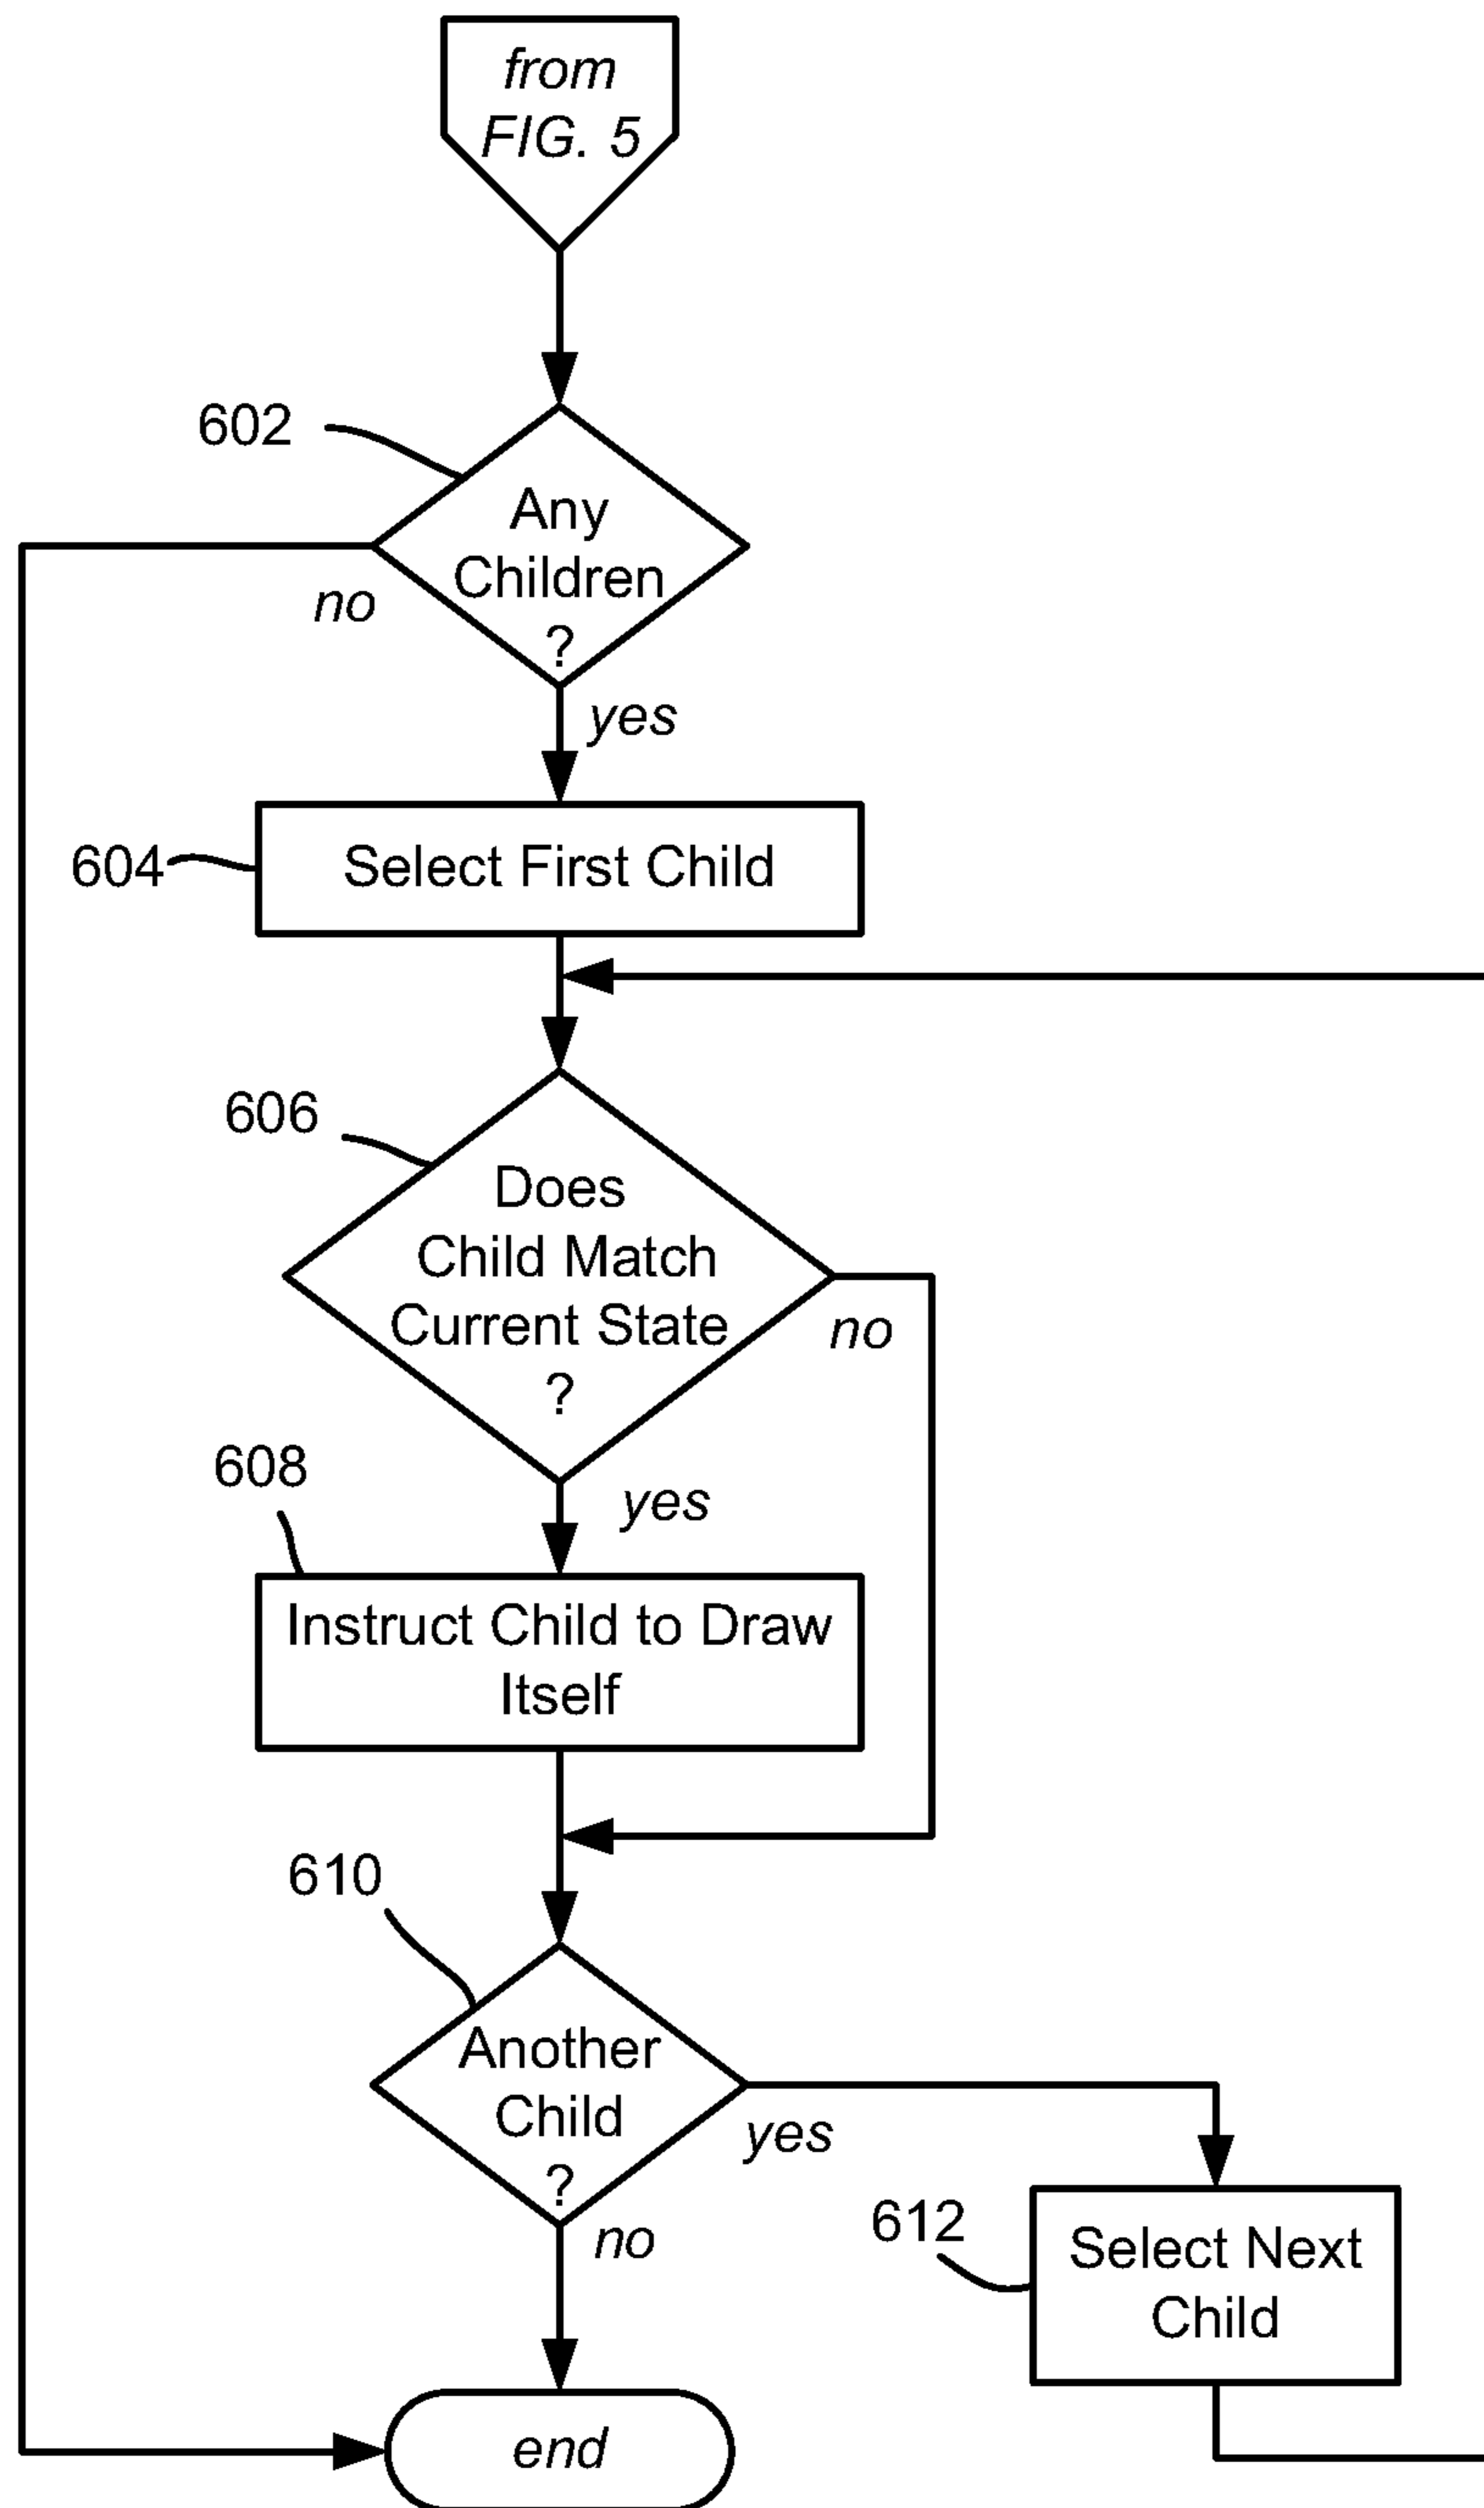 from
FIG. 5
602
Any
Children
?
no
yes
604
Select First Child
606
Does
Child Match
Current State
?
no
608
yes
Instruct Child to Draw
Itself
610
Another
Child
?
yes
no
612
Select Next
Child
end